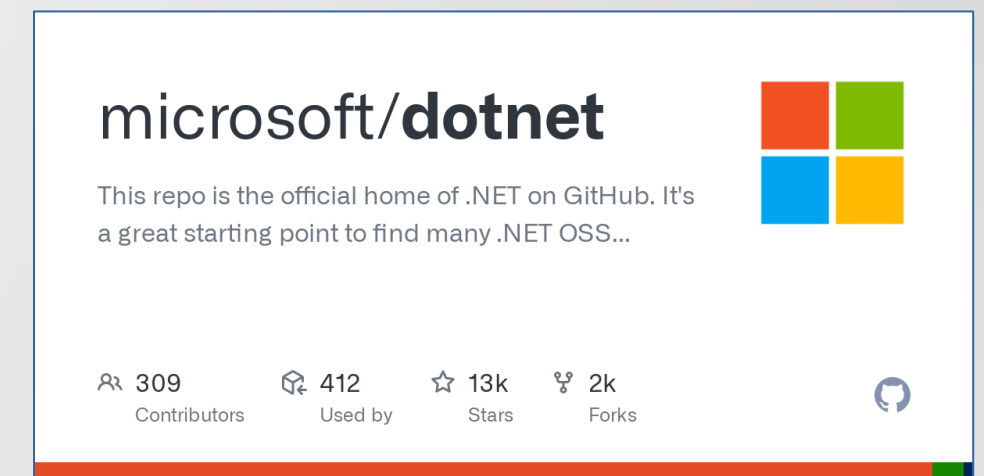 microsoft/dotnet
This repo is the official home of .NET on GitHub. It's
a great starting point to find many .NET OSS...
309 412 13k 2k
Contributors Used by Stars Forks